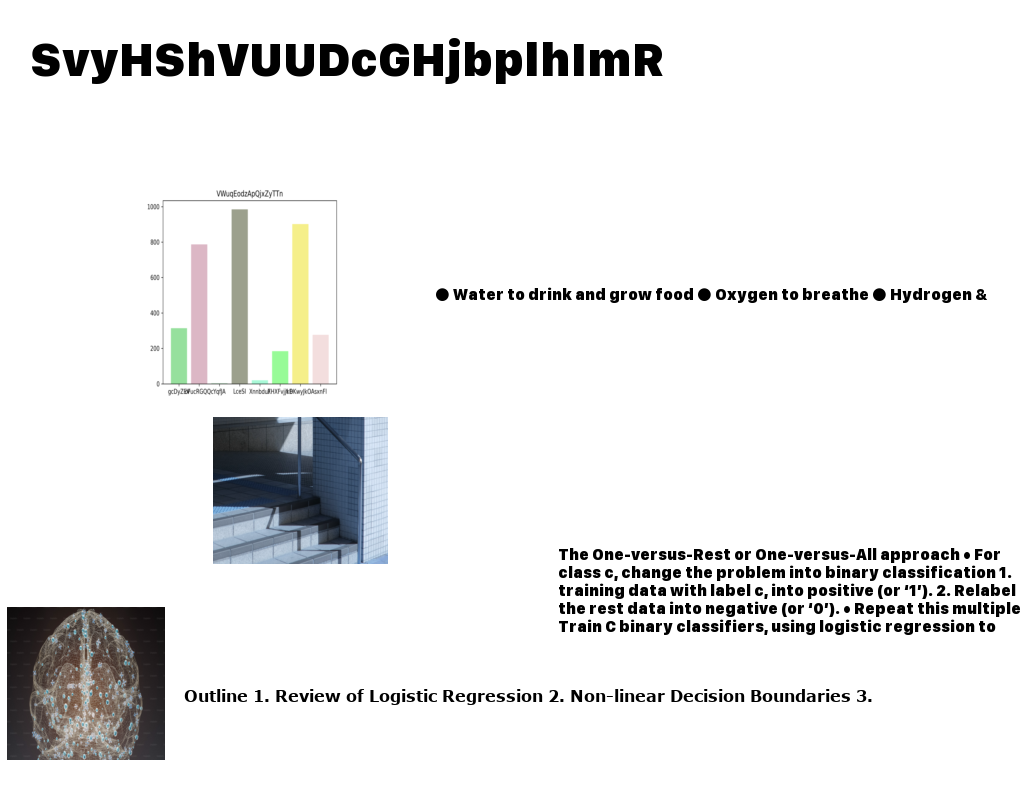 SvyHShVUUDcGHjbplhImR
VWuqEodzApQjxZyTTn
1000
800
600
400
200
0
LceSI
● Water to drink and grow food ● Oxygen to breathe ● Hydrogen &
The One-versus-Rest or One-versus-All approach • For
class c, change the problem into binary classification 1.
training data with label c, into positive (or ‘1’). 2. Relabel
the rest data into negative (or ‘0’). • Repeat this multiple
Train C binary classifiers, using logistic regression to
Outline 1. Review of Logistic Regression 2. Non-linear Decision Boundaries 3.